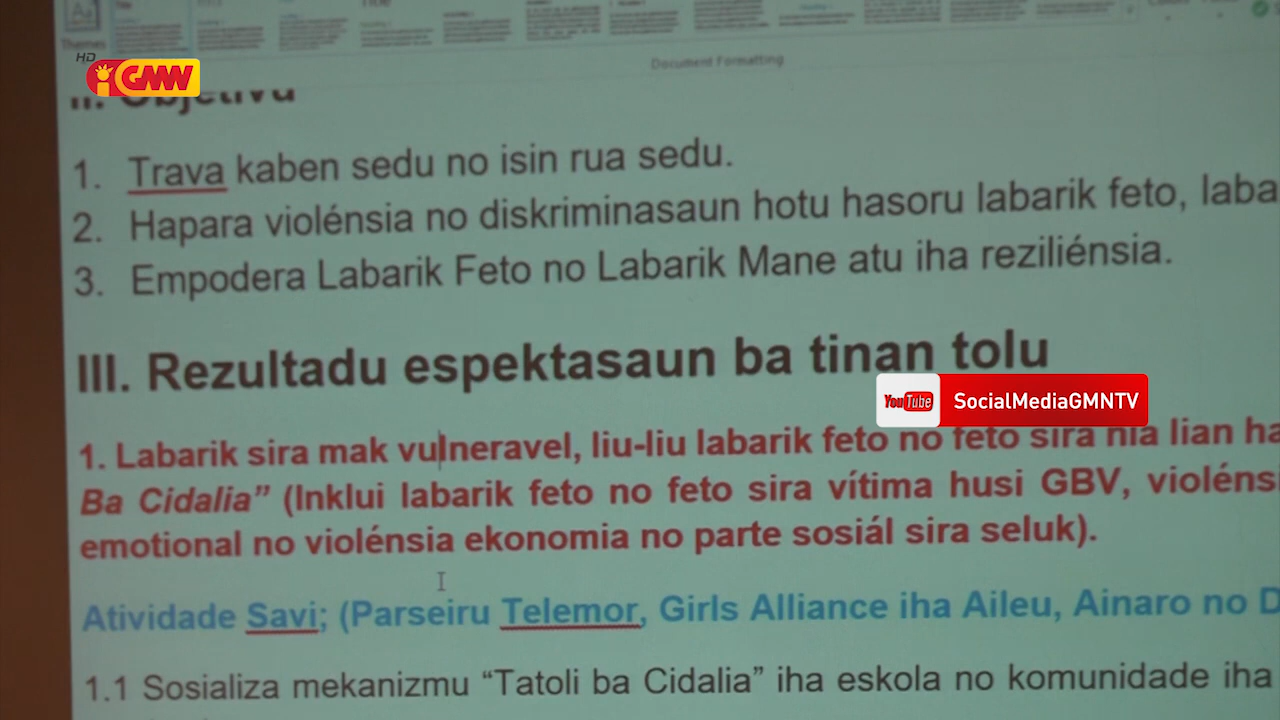 Document Formatting
HD
GMN
II. Objetivu
1. Trava kaben sedu no isin rua sedu.
2. Hapara violénsia no diskriminasaun hotu hasoru labarik feto, laba
3. Empodera Labarik Feto no Labarik Mane atu iha reziliénsia.
III. Rezultadu espektasaun ba tinan tolu
YouTube SocialMediaGMNTV
1. Labarik sira mak vulneravel, liu-liu labarik feto no feto sira nia lian ha
Ba Cidalia” (Inklui labarik feto no feto sira vítima husi GBV, violéns
emotional no violénsia ekonomia no parte sosiál sira seluk).
Atividade Savi; (Parseiru Telemor, Girls Alliance iha Aileu, Ainaro no D
1.1 Sosializa mekanizmu “Tatoli ba Cidalia” iha eskola no komunidade iha